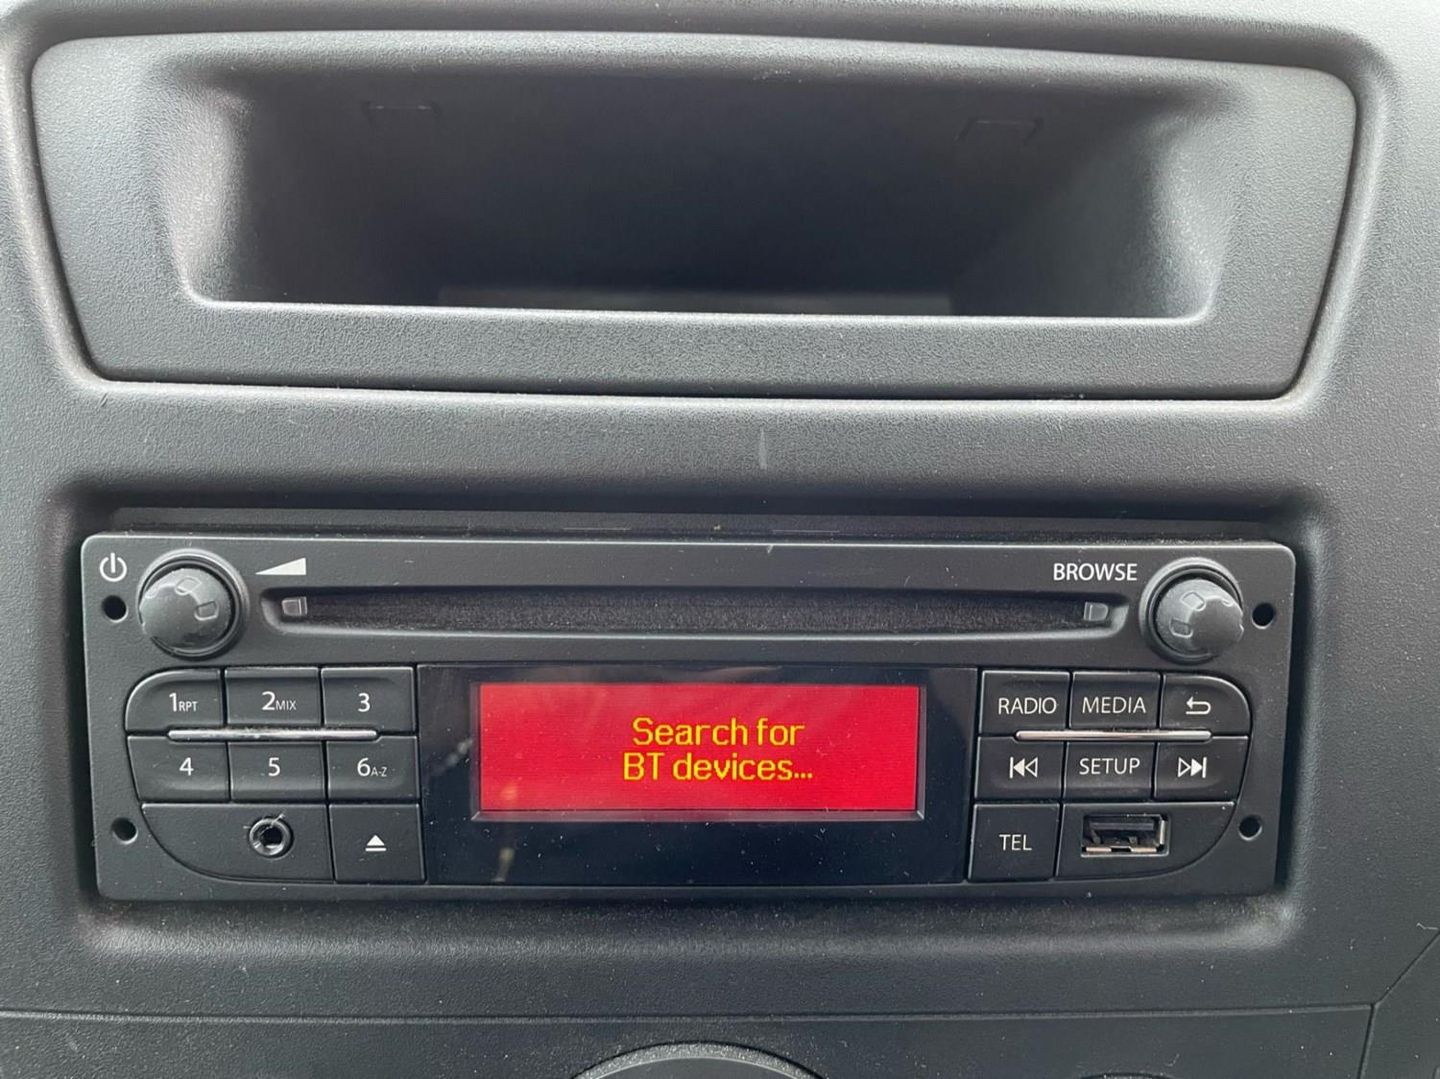 BROWSE
1RPT 2MIX 3
RADIO MEDIA
Search for
BT devices...
4 5 6A-Z
SETUP
TEL